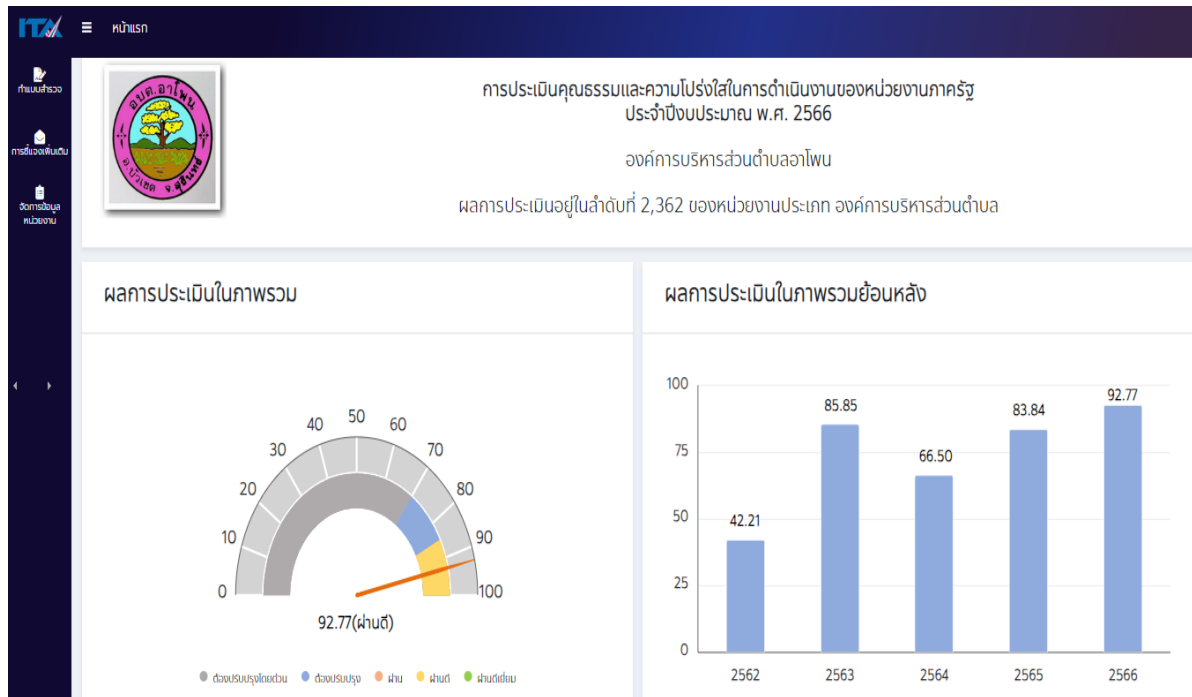 ITA
หน้าแรก
ทำแบบสำรวจ
การชี้แจงเพิ่มเติม
จัดการข้อมูล
หน่วยงาน
อบต.อาโพน
อ.บัวเชด จ.สุรินทร์
การประเมินคุณธรรมและความโปร่งใสในการดำเนินงานของหน่วยงานภาครัฐ
ประจำปีงบประมาณ พ.ศ. 2566
องค์การบริหารส่วนตำบลอาโพน
ผลการประเมินอยู่ในลำดับที่ 2,362 ของหน่วยงานประเภท องค์การบริหารส่วนตำบล
ผลการประเมินในภาพรวม
0
10
20
30
40
50
60
70
80
90
100
92.77(ผ่านดี)
ต้องปรับปรุงโดยด่วน ต้องปรับปรุง ผ่าน ผ่านดี ผ่านดีเยี่ยม
ผลการประเมินในภาพรวมย้อนหลัง
100
75
50
25
0
42.21
85.85
66.50
83.84
92.77
2562 2563 2564 2565 2566